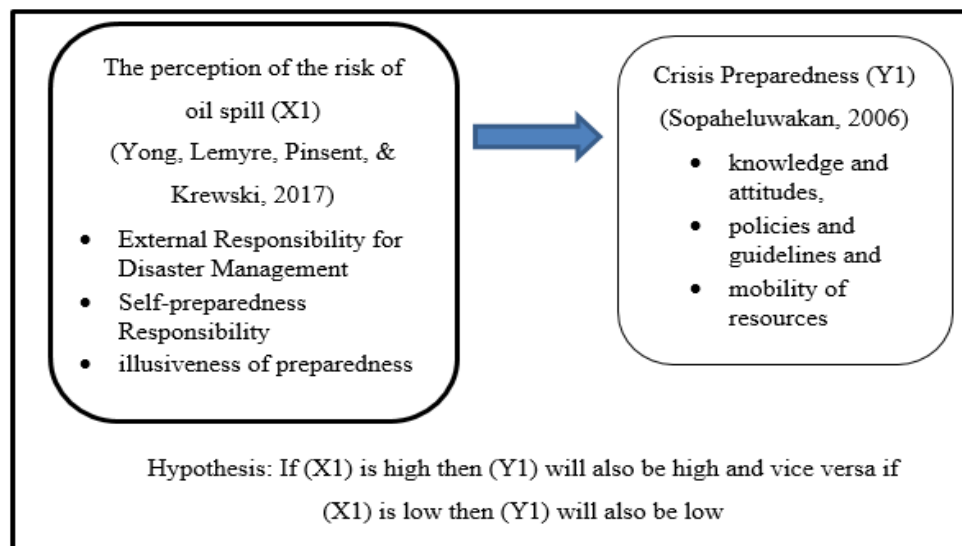 The perception of the risk of
oil spill (X1)
(Yong, Lemyre, Pinsent, &
Krewski, 2017)
• External Responsibility for
Disaster Management
• Self-preparedness
Responsibility
• illusiveness of preparedness
Crisis Preparedness (Y1)
(Sopaheluwakan, 2006)
• knowledge and
attitudes,
• policies and
guidelines and
• mobility of
resources
Hypothesis: If (X1) is high then (Y1) will also be high and vice versa if
(X1) is low then (Y1) will also be low